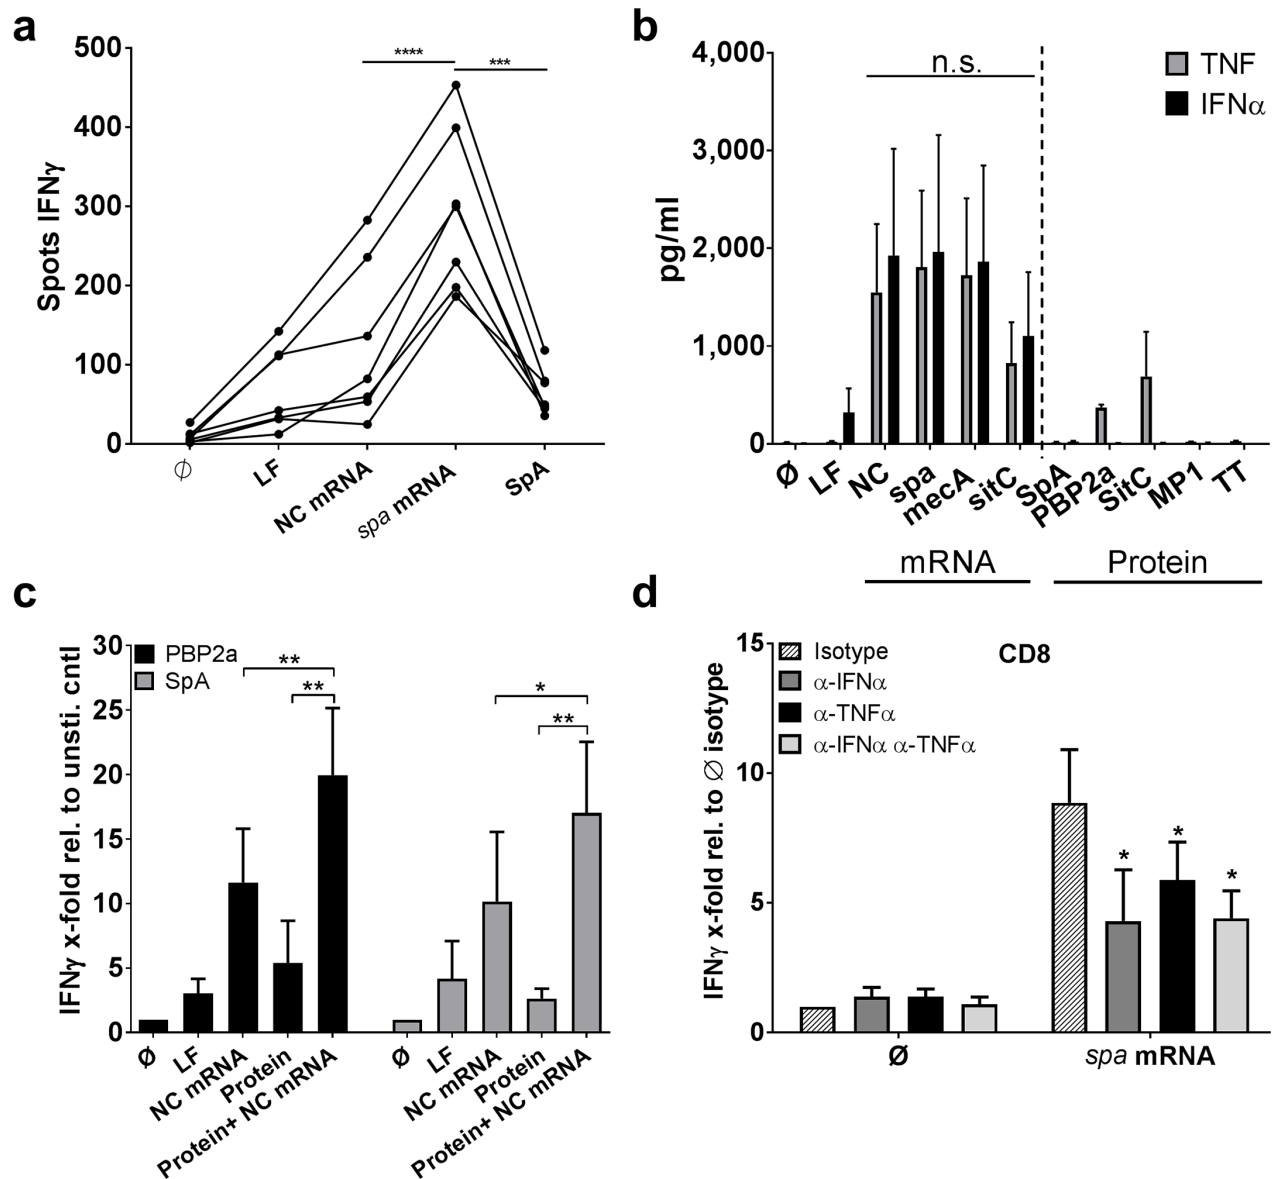 a
500
400
300
200
100
0
Spots IFNγ
****
***
∅
LF
NC mRNA
spa mRNA
SpA
b
4,000
3,000
2,000
1,000
0
pg/ml
n.s.
TNF
IFNα
Ø
LF
NC
spa
mecA
sitC
SpA
PBP2a
SitC
MP1
TT
mRNA
Protein
c
30
25
20
15
10
5
0
IFNγ x-fold rel. to unsti. cntl
PBP2a
SpA
**
**
*
**
Ø
LF
NC mRNA
Protein
Protein+ NC mRNA
Ø
LF
NC mRNA
Protein
Protein+ NC mRNA
d
15
10
5
0
IFNγ x-fold rel. to ∅ isotype
CD8
Isotype
α-IFNα
α-TNFα
α-IFNα α-TNFα
*
*
*
Ø
spa mRNA